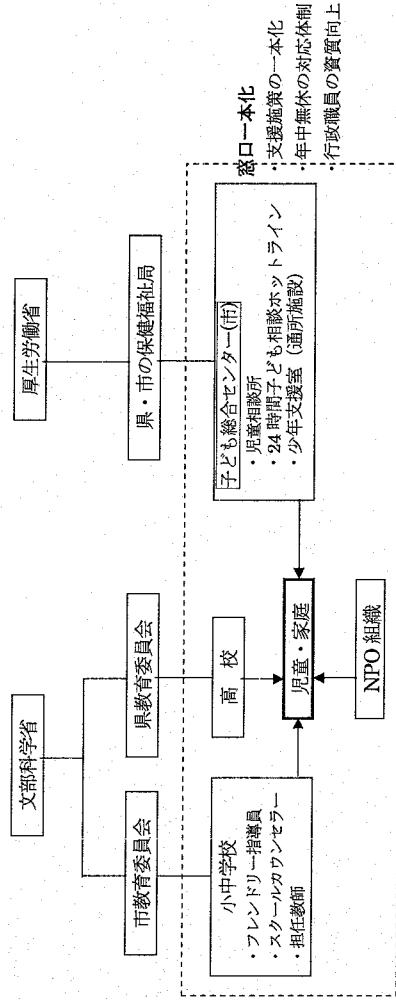 文部科学省
厚生労働省
市教育委員会
県教育委員会
県・市の保健福祉局
小中学校
・フレンドリー指導員
・スクールカウンセラー
・担任教師
高　校
子ども総合センター(市)
・児童相談所
・24時間子ども相談ホットライン
・少年支援室（通所施設）
児童・家庭
NPO 組織
窓口一本化
・支援施策の一本化
・年中無休の対応体制
・行政職員の資質向上